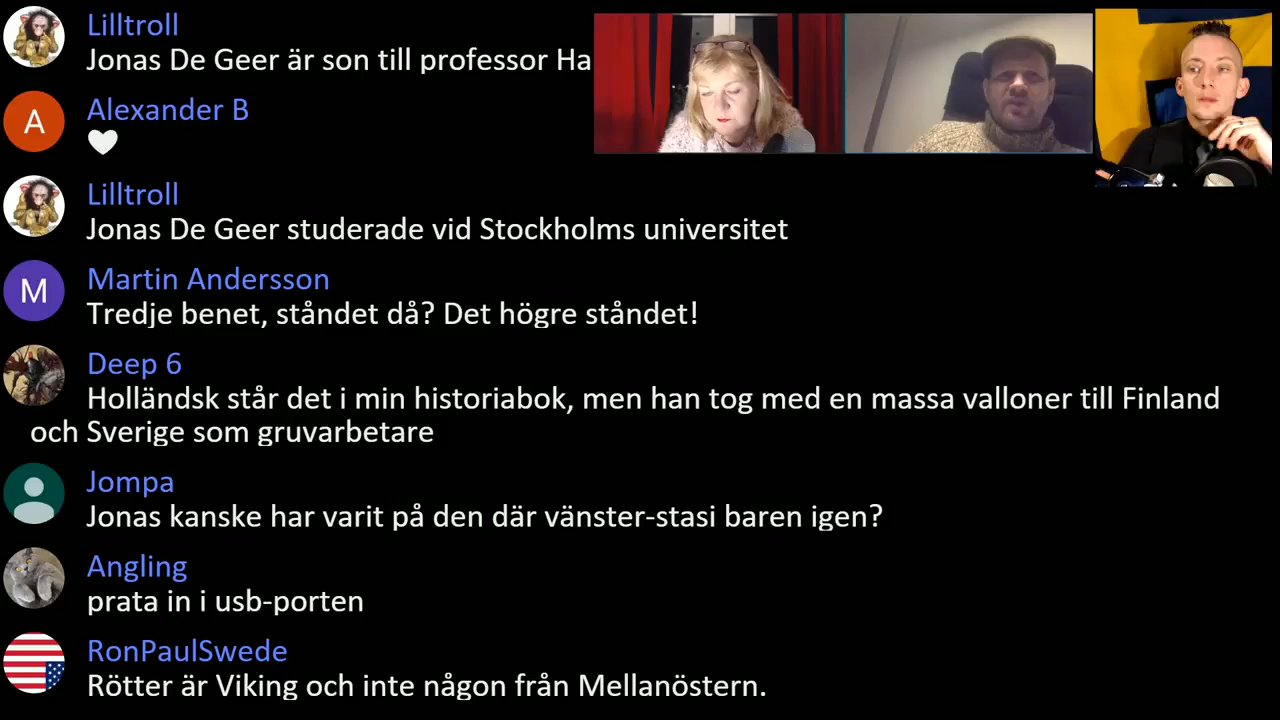 Lilltroll
Jonas De Geer är son till professor Ha
A
Alexander B
Lilltroll
Jonas De Geer studerade vid Stockholms universitet
M
Martin Andersson
Tredje benet, ståndet då? Det högre ståndet!
Deep 6
Holländsk står det i min historiabok, men han tog med en massa valloner till Finland
och Sverige som gruvarbetare
Jompa
Jonas kanske har varit på den där vänster-stasi baren igen?
Angling
prata in i usb-porten
RonPaulSwede
Rötter är Viking och inte någon från Mellanöstern.